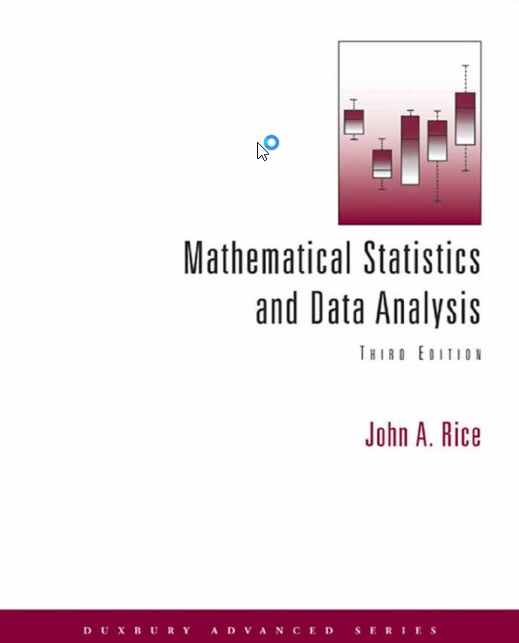 Mathematical Statistics
and Data Analysis
THIRD EDITION
John A. Rice
DUXBURY ADVANCED SERIES